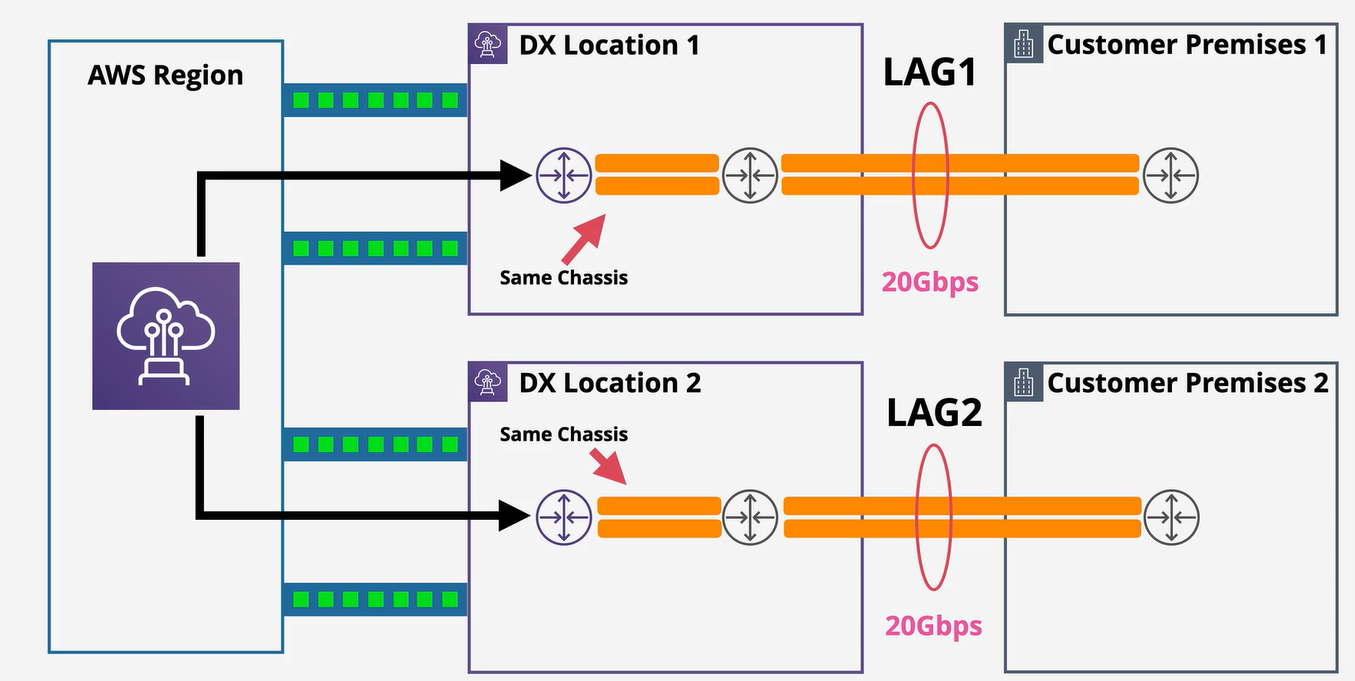 AWS Region
DX Location 1
LAG1
Customer Premises 1
Same Chassis
20Gbps
DX Location 2
LAG2
Customer Premises 2
Same Chassis
20Gbps